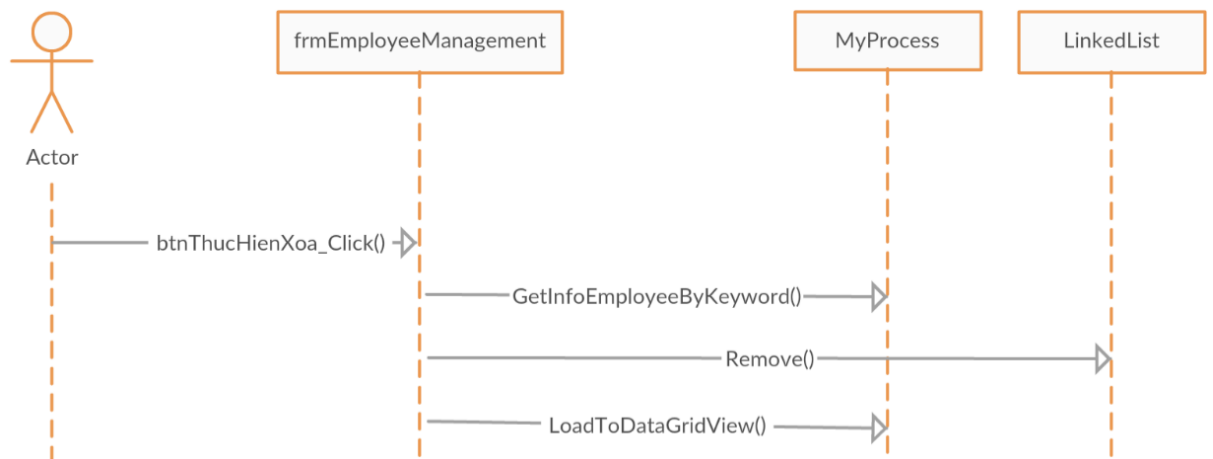 frmEmployeeManagement
MyProcess
LinkedList
Actor
btnThucHienXoa_Click()
GetInfoEmployeeByKeyword()
Remove()
LoadToDataGridView()